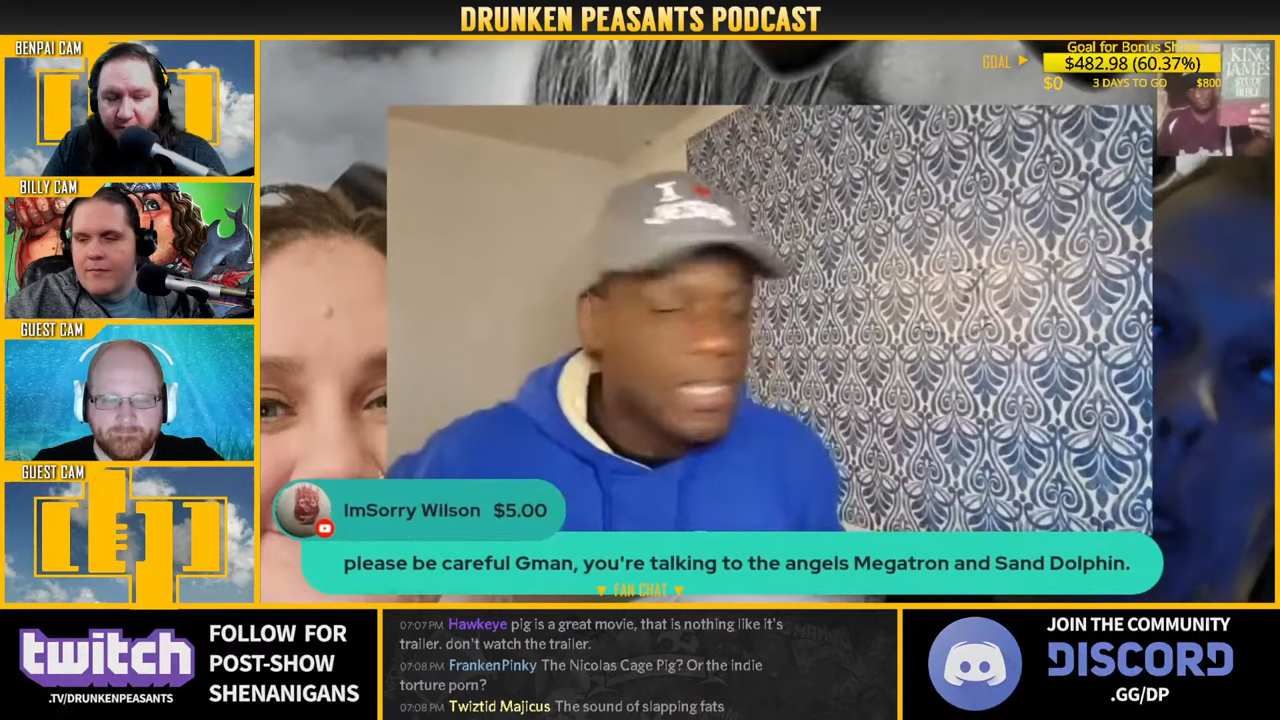 DRUNKEN PEASANTS PODCAST
BENPAI CAM
BILLY CAM
GUEST CAM
GUEST CAM
GOAL
$482.98 (60.37%)
$0
3 DAYS TO GO
$800
KING
JAMES
STUDY
BIBLE
I
ImSorry Wilson $5.00
please be careful Gman, you're talking to the angels Megatron and Sand Dolphin.
FAN CHAT
twitch
.TV/DRUNKENPEASANTS
FOLLOW FOR
POST-SHOW
SHENANIGANS
07:07 PM Hawkeye pig is a great movie, that is nothing like it's
trailer. don't watch the trailer.
07:08 PM FrankenPinky The Nicolas Cage Pig? Or the indie
torture porn?
07:08 PM Twiztid Majicus The sound of slapping fats
JOIN THE COMMUNITY
DISCORD
.GG/DP
Goal for Bonus